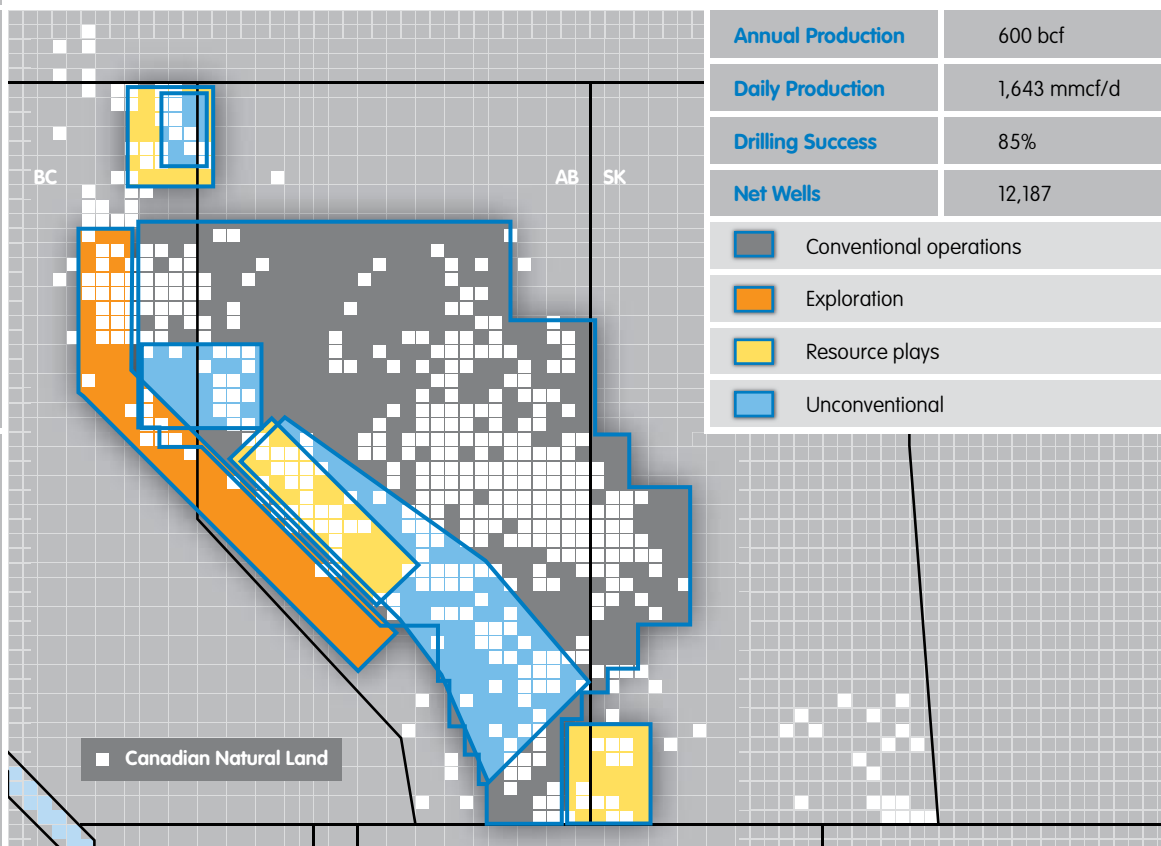 Annual Production 600 bcf
Daily Production 1,643 mmcf/d
Drilling Success 85%
Net Wells 12,187
Conventional operations
Exploration
Resource plays
Unconventional
BC
AB SK
Canadian Natural Land